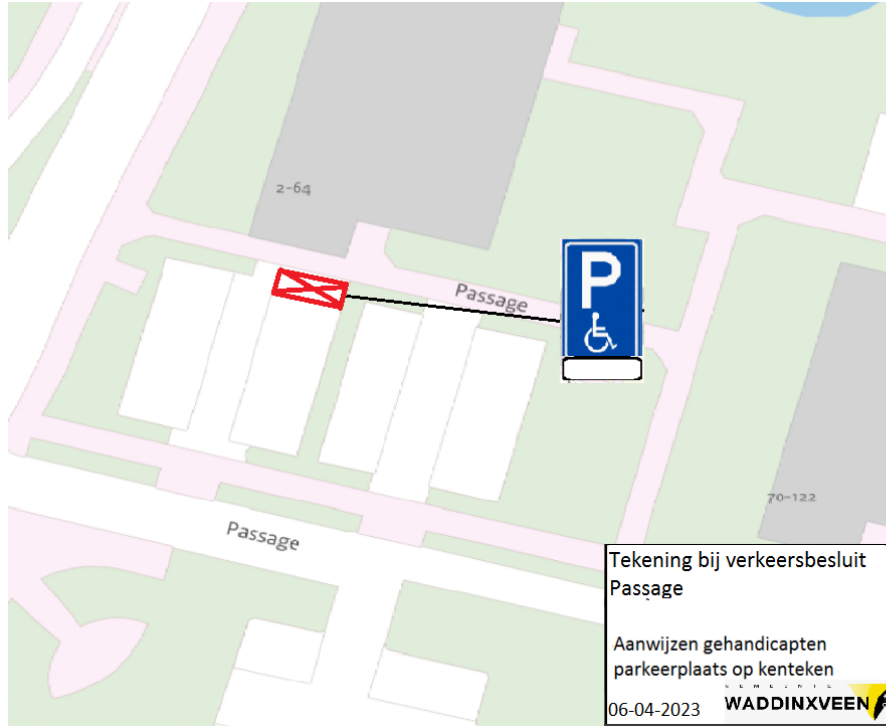 2-64
Passage
P
70-122
Passage
Tekening bij verkeersbesluit
Passage
Aanwijzen gehandicapten
parkeerplaats op kenteken
GEMEENTE
06-04-2023 WADDINXVEEN